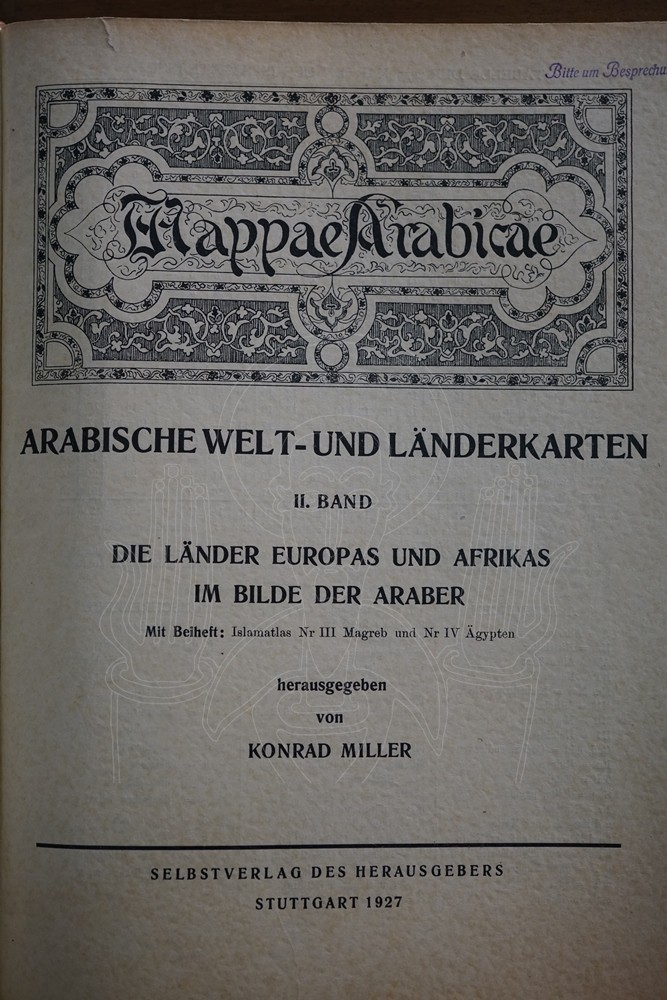 Bitte um
Mappae Arabicae
ARABISCHE WELT- UND LÄNDERKARTEN
II. BAND
DIE LÄNDER EUROPAS UND AFRIKAS
IM BILDE DER ARABER
Mit Beiheft: Islamatlas Nr III Magreb und Nr IV Ägypten
herausgegeben
von
KONRAD MILLER
SELBSTVERLAG DES HERAUSGEBERS
STUTTGART 1927